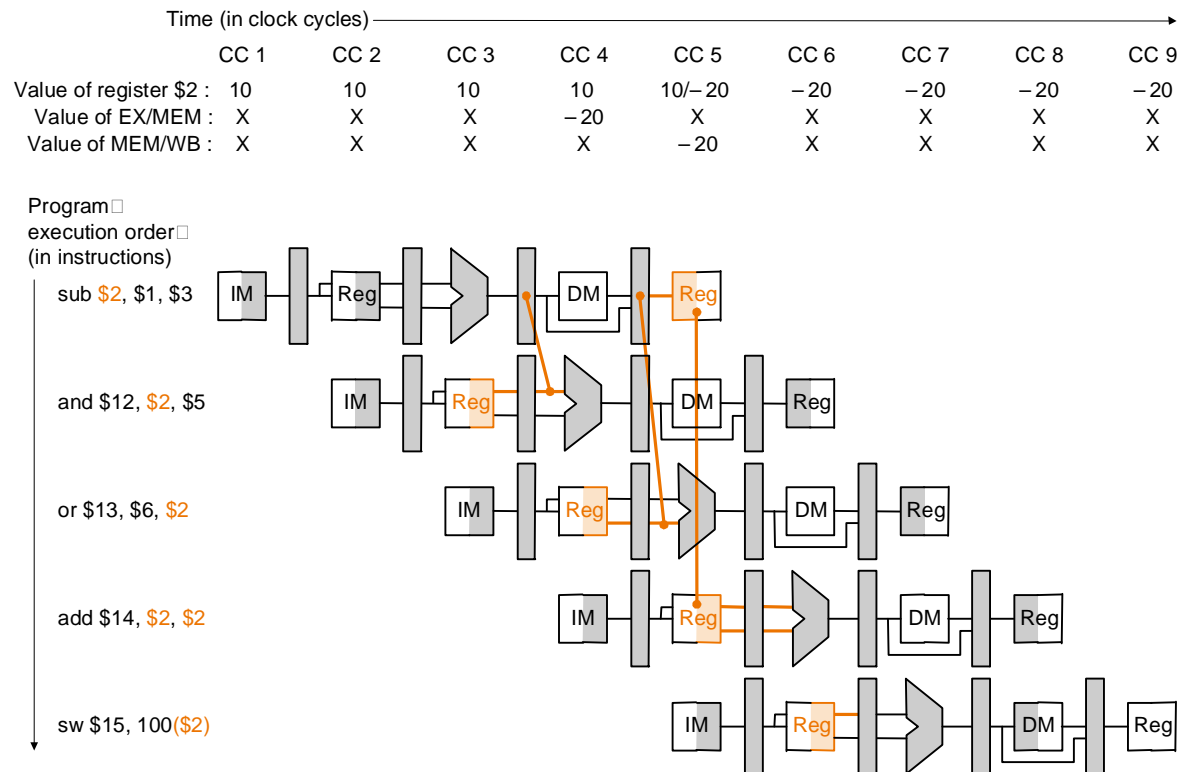 Time (in clock cycles)
CC 1 CC 2 CC 3 CC 4 CC 5 CC 6 CC 7 CC 8 CC 9
Value of register $2 : 10 10 10 10 10/–20 –20 –20 –20 –20
Value of EX/MEM : X X X –20 X X X X X
Value of MEM/WB : X X X X –20 X X X X
Program□
execution order□
(in instructions)
sub $2, $1, $3 IM Reg DM Reg
and $12, $2, $5 IM Reg DM Reg
or $13, $6, $2 IM Reg DM Reg
add $14, $2, $2 IM Reg DM Reg
sw $15, 100($2) IM Reg DM Reg